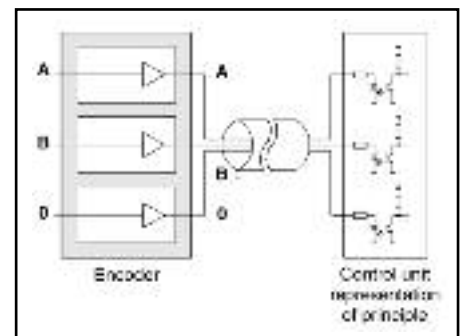 A
A
B
B
0
0
Encoder
Control unit
representation
of principle